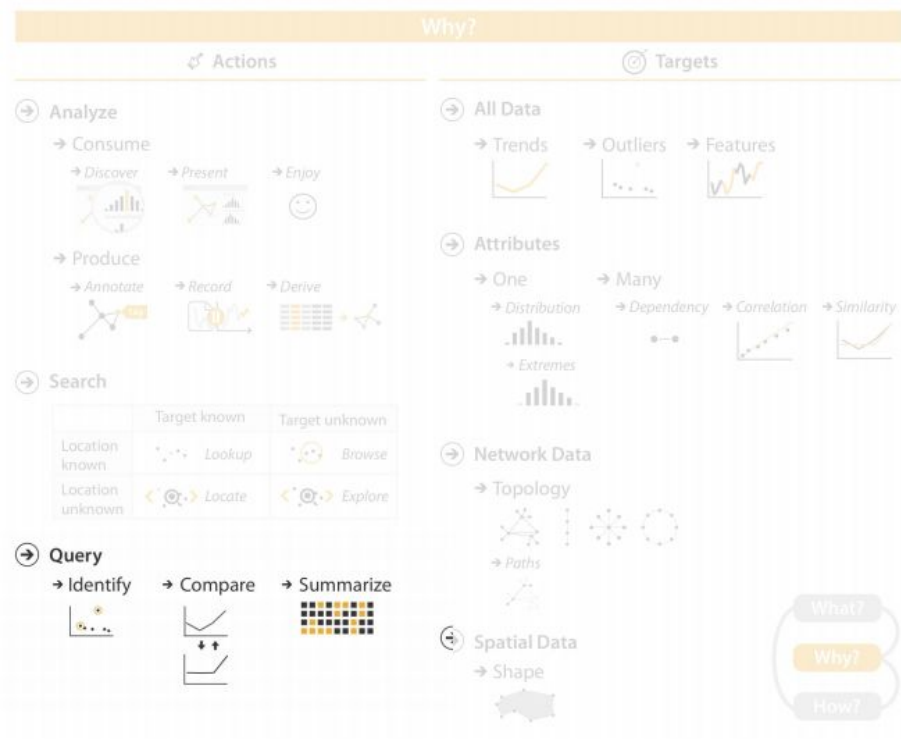 Why?
Actions
Analyze
→ Consume
→ Discover → Present → Enjoy
→ Produce
→ Annotate → Record → Derive
Search
Target known Target unknown
Location known Lookup Browse
Location unknown Locate Explore
Query
→ Identify → Compare → Summarize
Targets
All Data
→ Trends → Outliers → Features
Attributes
→ One → Many
→ Distribution → Dependency → Correlation → Similarity
→ Extremes
Network Data
→ Topology
→ Paths
Spatial Data
→ Shape
What?
Why?
How?